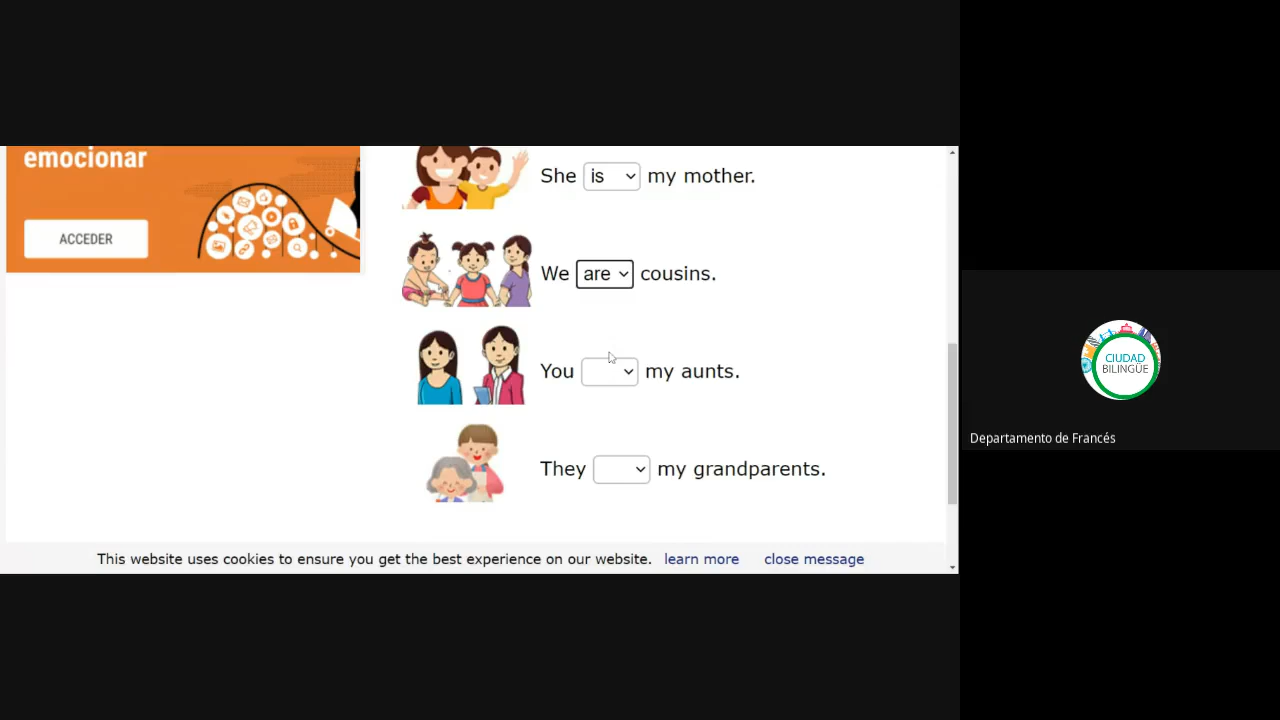 emocionar
ACCEDER
She is my mother.
We are cousins.
You my aunts.
They my grandparents.
This website uses cookies to ensure you get the best experience on our website. learn more close message
CIUDAD
BILINGÜE
Departamento de Francés